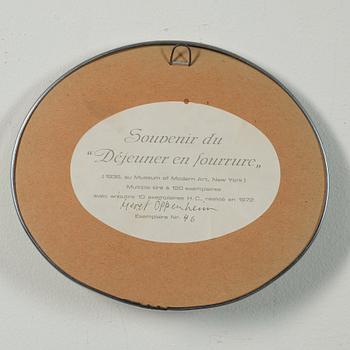 Souvenir du
"Déjeuner en fourrure"
(1936, au Museum of Modern Art, New York)
Multiple tiré à 120 exemplaires
avec en outre 10 exemplaires H.C., réalisé en 1972
Meret Oppenheim
Exemplaire Nr. 46